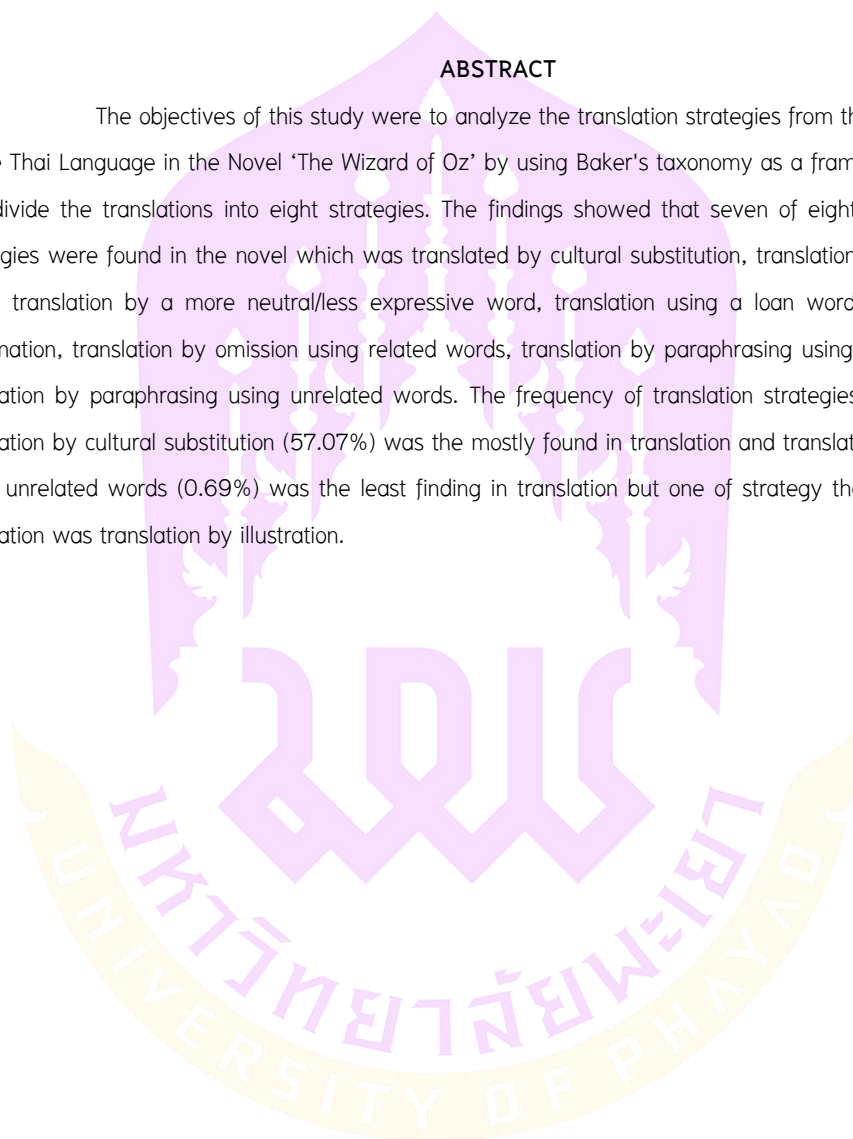 ABSTRACT
The objectives of this study were to analyze the translation strategies from th
e Thai Language in the Novel ‘The Wizard of Oz’ by using Baker's taxonomy as a fram
divide the translations into eight strategies. The findings showed that seven of eight
gies were found in the novel which was translated by cultural substitution, translation
translation by a more neutral/less expressive word, translation using a loan word
nation, translation by omission using related words, translation by paraphrasing using
ation by paraphrasing using unrelated words. The frequency of translation strategies
ation by cultural substitution (57.07%) was the mostly found in translation and translat
unrelated words (0.69%) was the least finding in translation but one of strategy th
ation was translation by illustration.
มหาวิทยาลัยพะเยา
UNIVERSITY OF PHAYAO